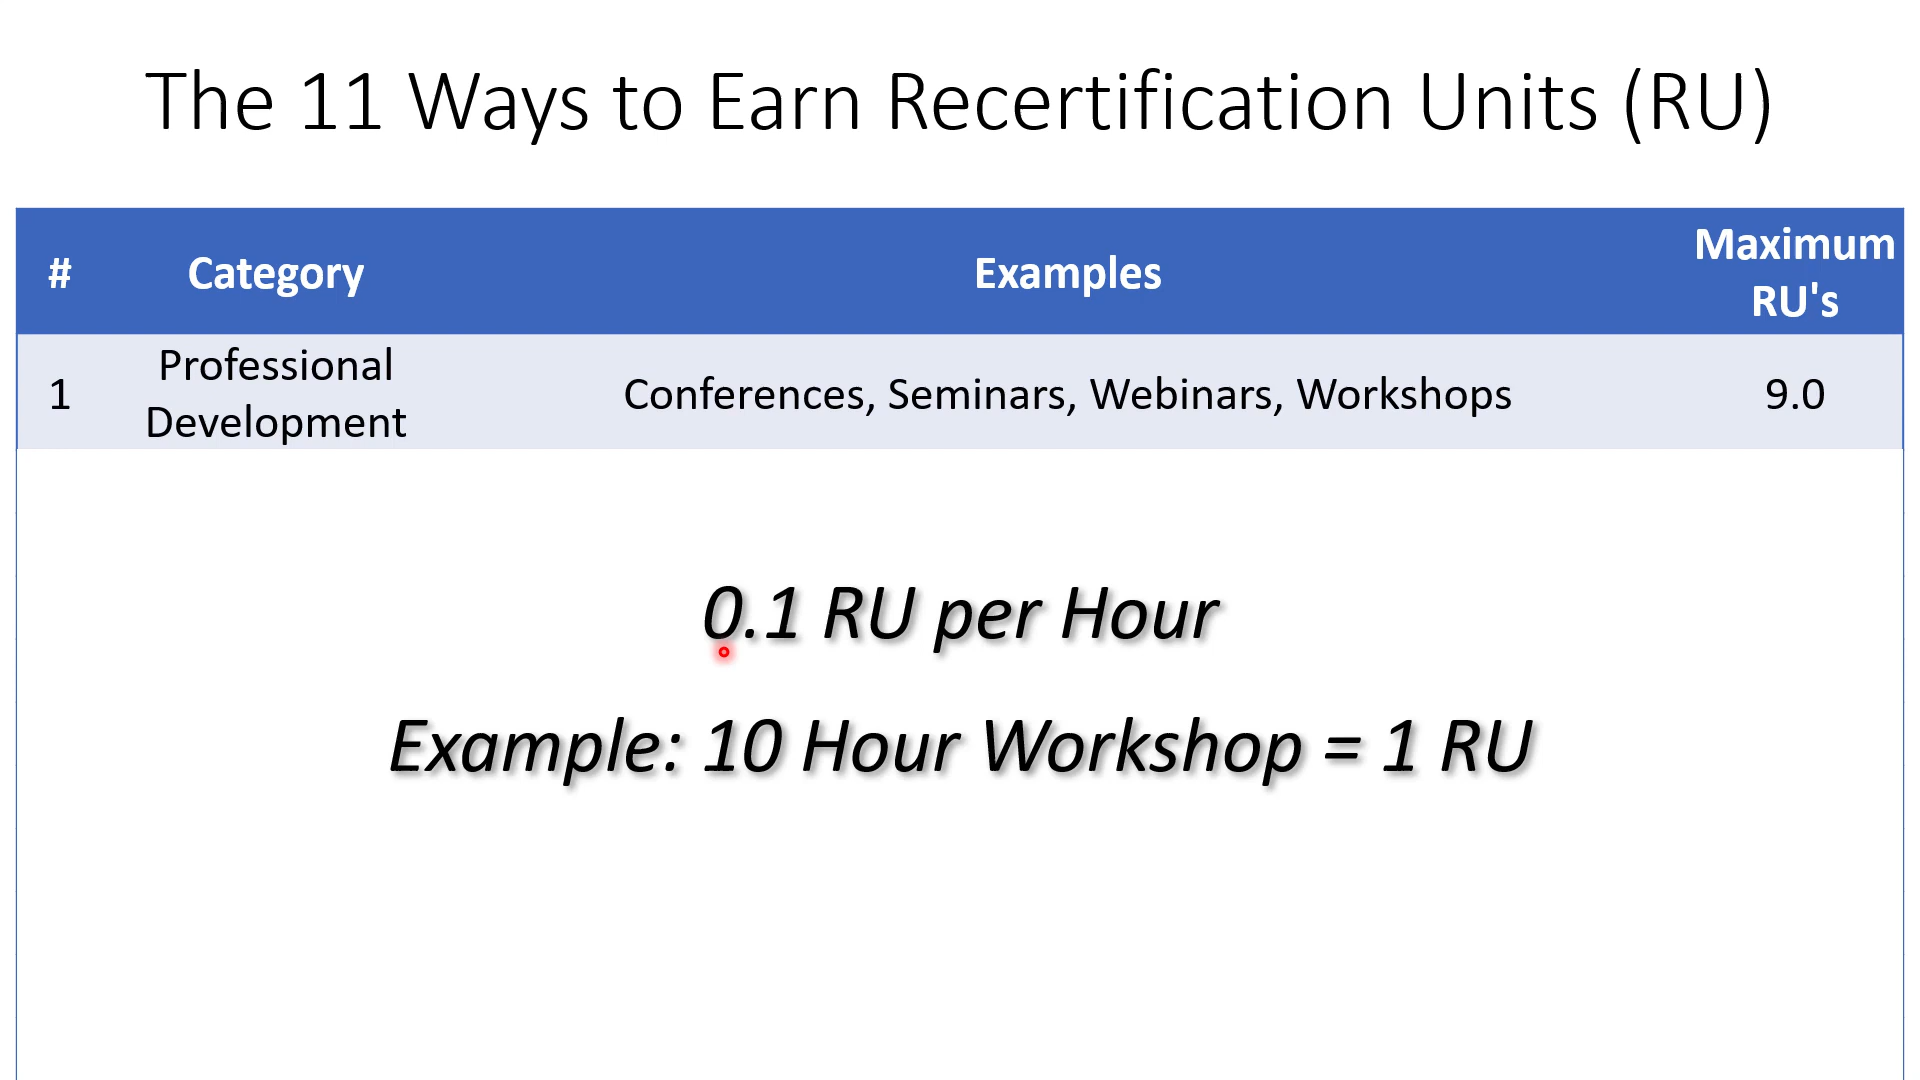 The 11 Ways to Earn Recertification Units (RU)
# Category Examples Maximum RU's
1 Professional Development Conferences, Seminars, Webinars, Workshops 9.0
0.1 RU per Hour
Example: 10 Hour Workshop = 1 RU